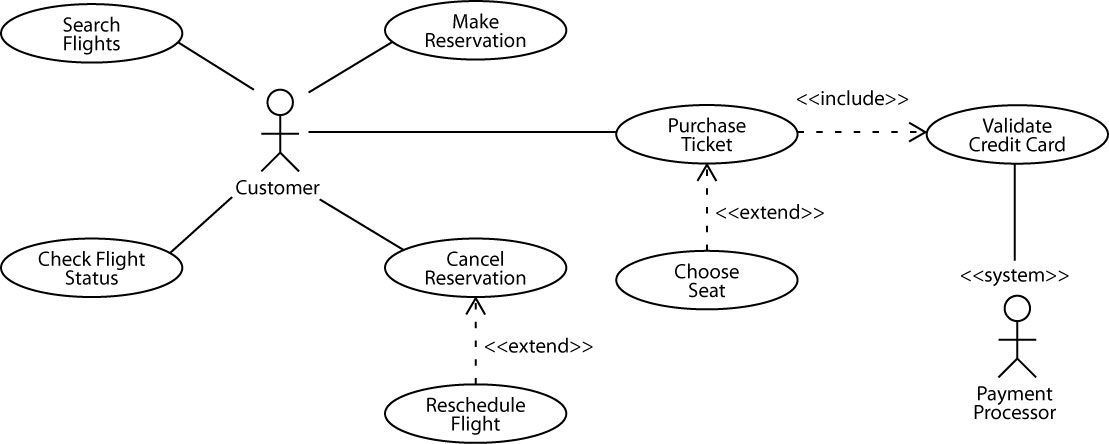 Search
Flights
Make
Reservation
<<include>>
Purchase
Ticket
Validate
Credit Card
Customer
<<extend>>
Check Flight
Status
Cancel
Reservation
Choose
Seat
<<system>>
<<extend>>
Reschedule
Flight
Payment
Processor